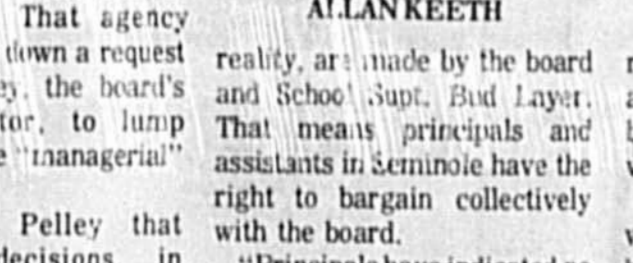 That agency
down a request
the board's
to lump
"managerial"
Pelley that
decisions in
ALLAN KEETH
reality, are made by the board
and School Supt. Bud Layer.
That means principals and
assistants in Seminole have the
right to bargain collectively
with the board.